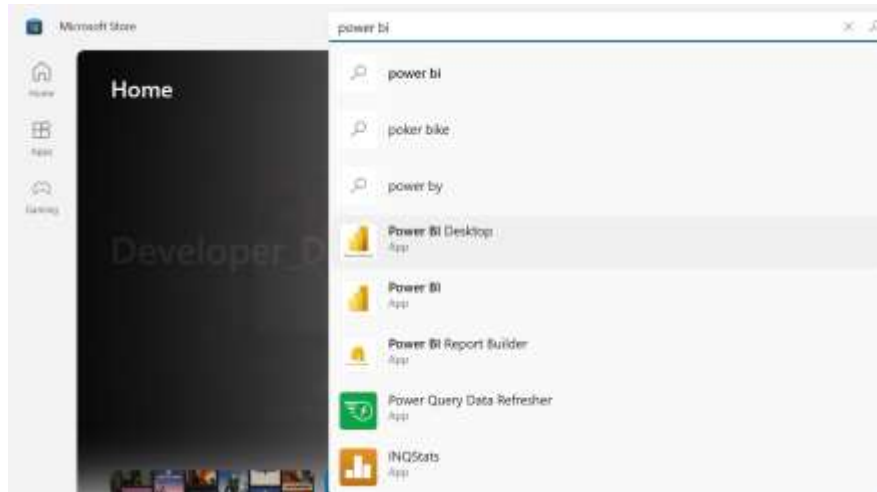 Microsoft Store
power bi
Home
Apps
Gaming
Home
Developer_D
power bi
poker bike
power by
Power BI Desktop
App
Power BI
App
Power BI Report Builder
App
Power Query Data Refresher
App
INQStats
App